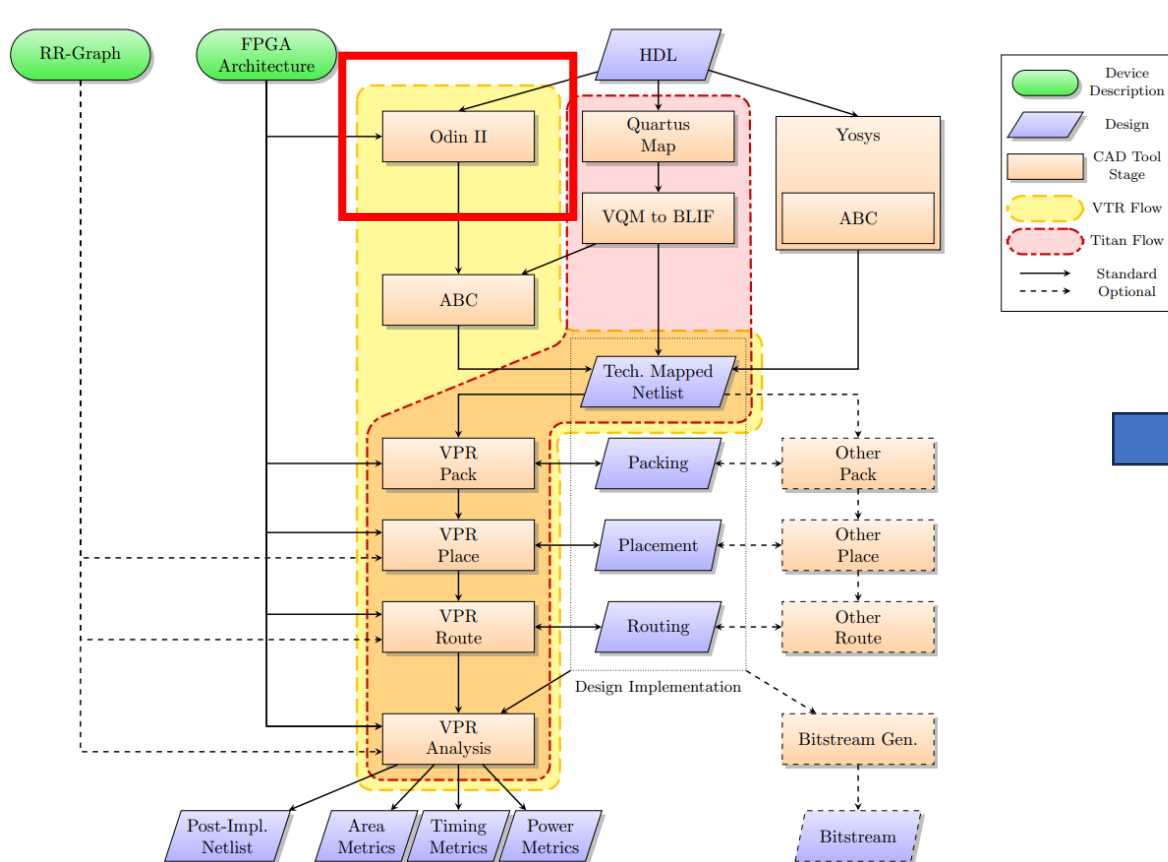 RR-Graph
FPGA
Architecture
HDL
Odin II
Quartus
Map
Yosys
VQM to BLIF
ABC
ABC
Tech. Mapped
Netlist
VPR
Pack
Packing
Other
Pack
VPR
Place
Placement
Other
Place
VPR
Route
Routing
Other
Route
Design Implementation
VPR
Analysis
Bitstream Gen.
Post-Impl.
Netlist
Area
Metrics
Timing
Metrics
Power
Metrics
Bitstream
Device
Description
Design
CAD Tool
Stage
VTR Flow
Titan Flow
Standard
Optional